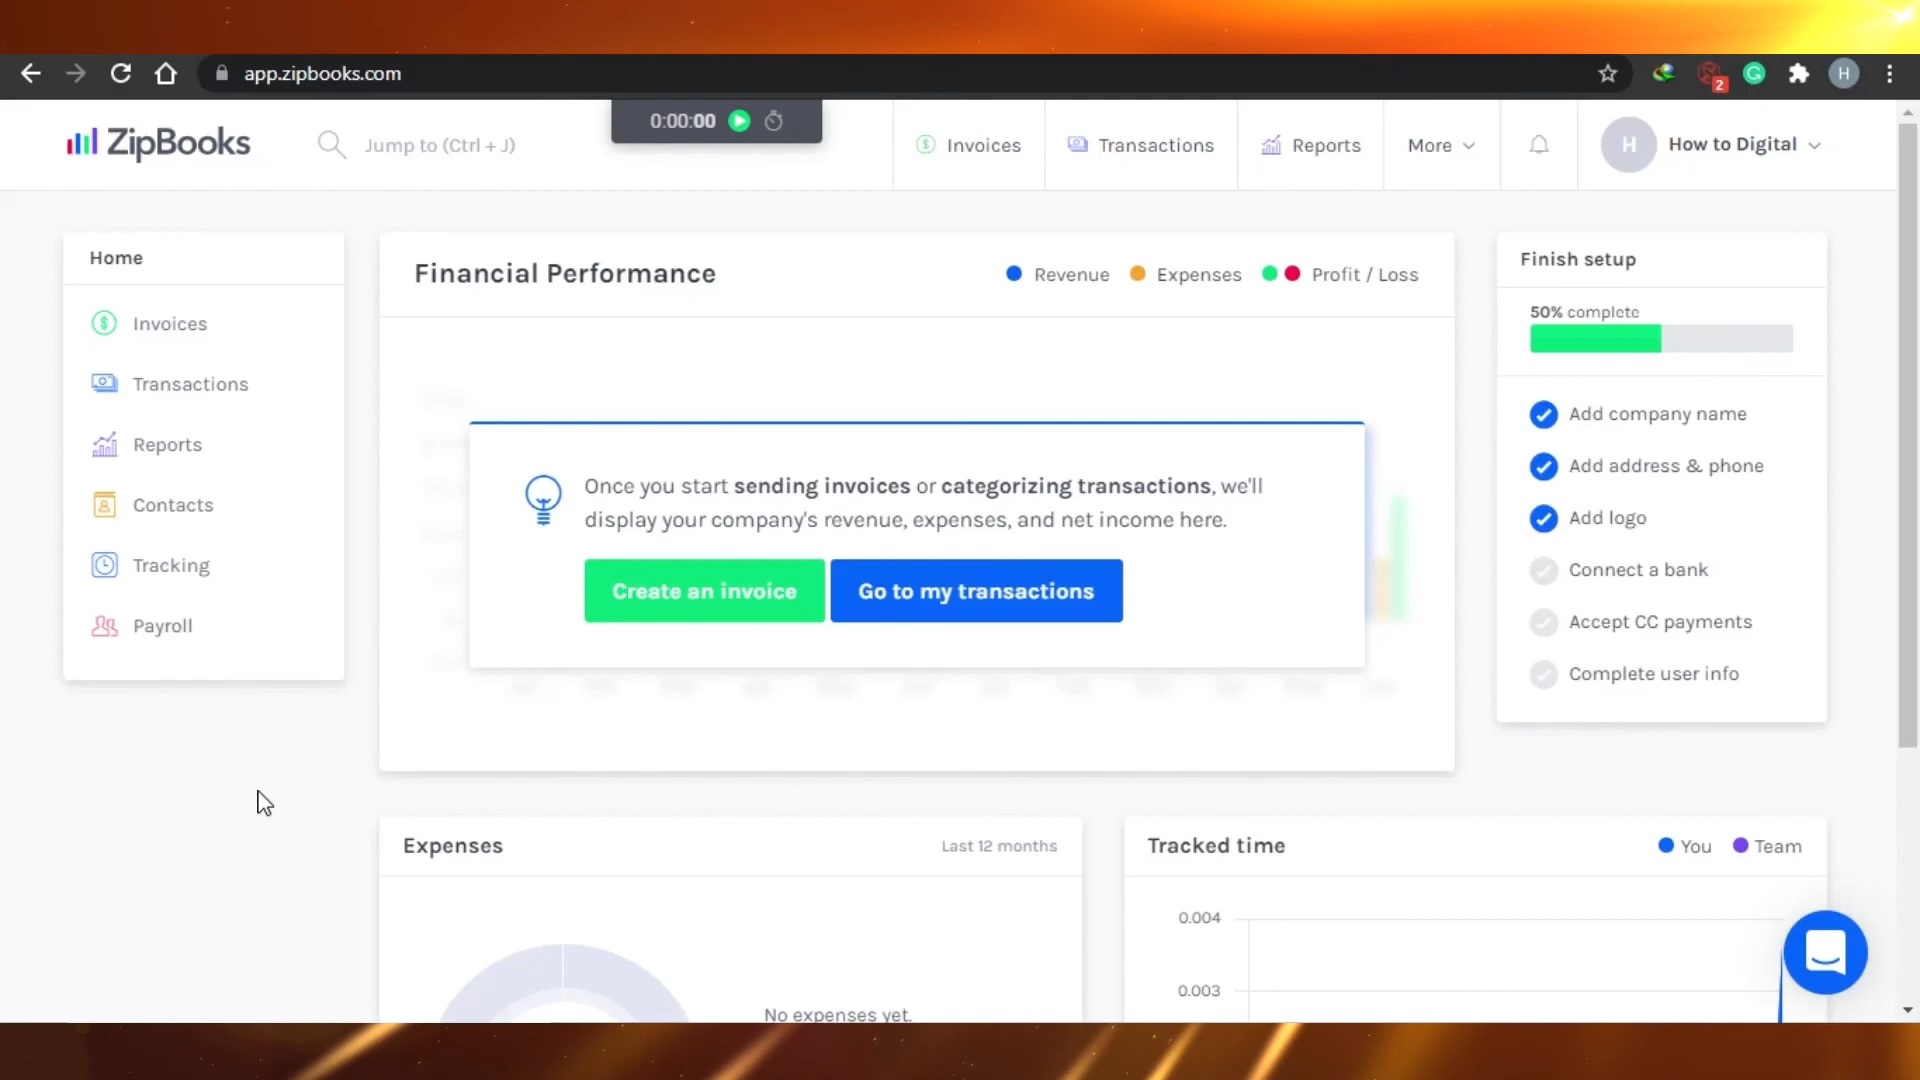 app.zipbooks.com
2
H
ZipBooks
Jump to (Ctrl + J)
0:00:00
Invoices
Transactions
Reports
More
H
How to Digital
Home
Invoices
Transactions
Reports
Contacts
Tracking
Payroll
Financial Performance
Revenue
Expenses
Profit / Loss
Once you start sending invoices or categorizing transactions, we'll
display your company's revenue, expenses, and net income here.
Create an invoice
Go to my transactions
Finish setup
50% complete
Add company name
Add address & phone
Add logo
Connect a bank
Accept CC payments
Complete user info
Expenses
Last 12 months
No expenses yet.
Tracked time
You
Team
0.004
0.003